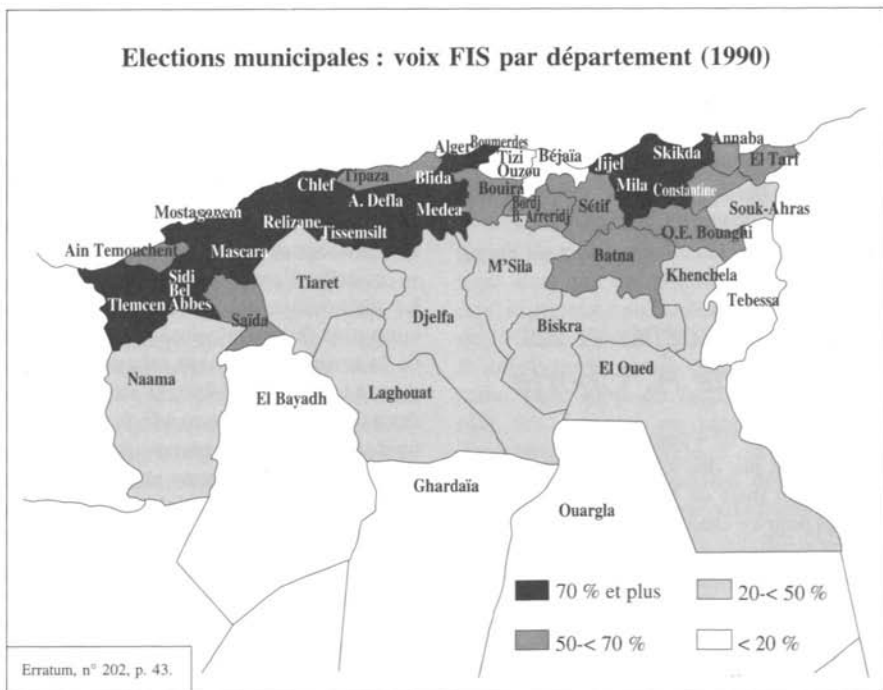 Elections municipales : voix FIS par département (1990)
Annaba
Alger
Boumerdes
Tizi
Ouzou
Béjaïa
Skikda
El Tarf
Jijel
Tipaza
Blida
Chlef
A. Defla
Bouira
Mila
Constantine
Bordj
B. Arreridj
Sétif
Souk-Ahras
Mostaganem
Relizane
Medea
Tissemsilt
O.E. Bouaghi
Ain Temouchent
Mascara
M'Sila
Batna
Khenchela
Sidi
Bel
Abbes
Tlemcen
Tiaret
Tebessa
Saïda
Djelfa
Biskra
Naama
El Oued
El Bayadh
Laghouat
Ghardaïa
Ouargla
70 % et plus
20-< 50 %
50-< 70 %
< 20 %
Erratum, n° 202, p. 43.